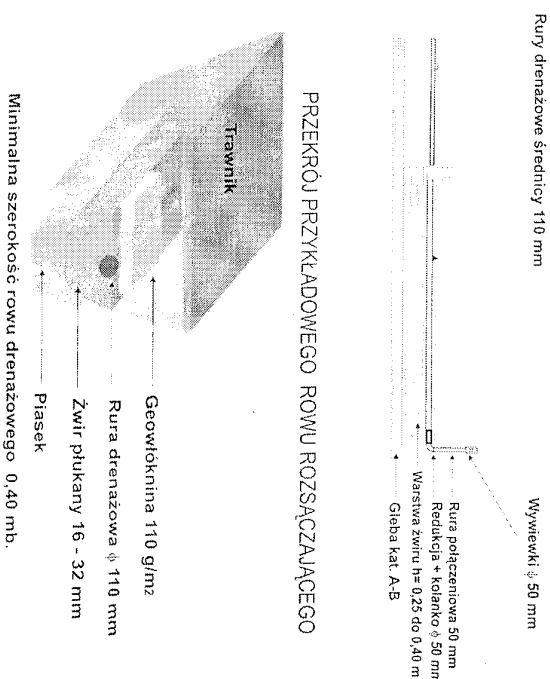 Rury drenażowe średnicy 110 mm
Wywiewki ϕ 50 mm
Rura połączeniowa 50 mm
Redukcja + kolanko ϕ 50 mm
Warstwa żwiru h= 0,25 do 0,40 m
Gleba kat. A-B
PRZEKRÓJ PRZYKŁADOWEGO ROWU ROZSĄCZAJĄCEGO
Trawnik
Geowłóknina 110 g/m2
Rura drenażowa ϕ 110 mm
Żwir płukany 16 - 32 mm
Piasek
Minimalna szerokość rowu drenażowego 0,40 mb.